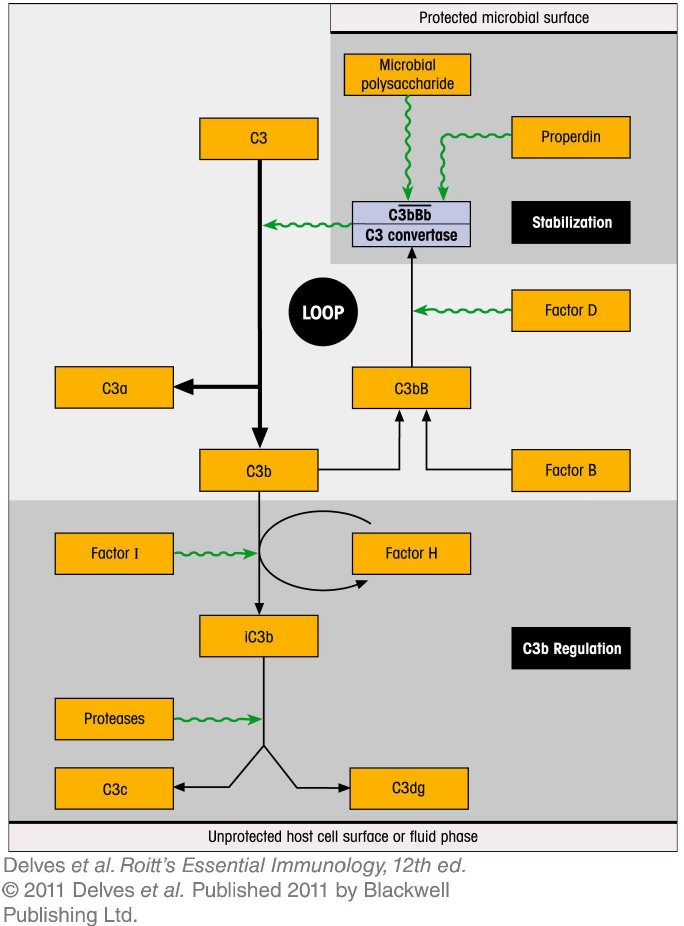 Protected microbial surface
Microbial
polysaccharide
C3
Properdin
C3bBb
C3 convertase
Stabilization
LOOP
Factor D
C3a
C3bB
C3b
Factor B
Factor I
Factor H
iC3b
C3b Regulation
Proteases
C3c
C3dg
Unprotected host cell surface or fluid phase
Delves et al. Roitt's Essential Immunology, 12th ed.
© 2011 Delves et al. Published 2011 by Blackwell
Publishing Ltd.